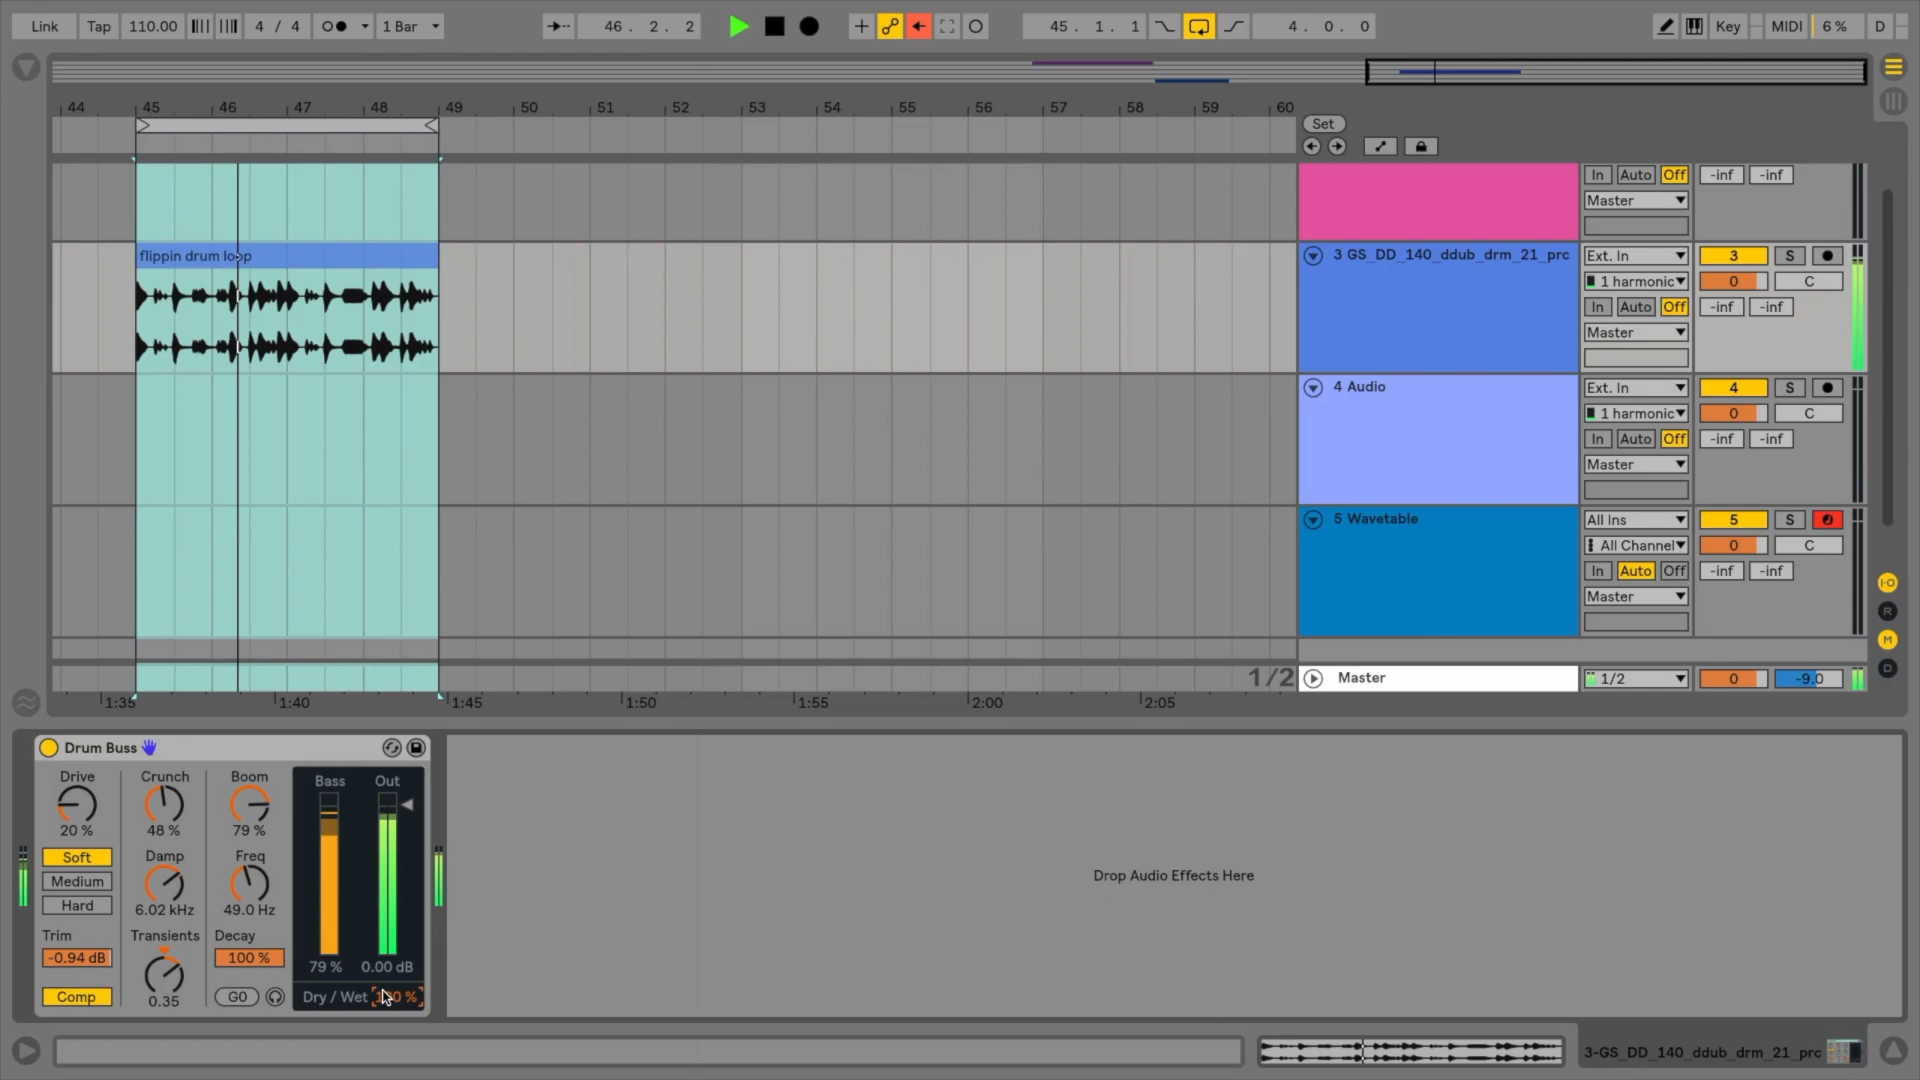 Link Tap 110.00 4 / 4 1 Bar 46. 2. 2 45. 1. 1 4. 0. 0 Key MIDI 6 % D
44 45 46 47 48 49 50 51 52 53 54 55 56 57 58 59 60
Set
In Auto Off -inf -inf
Master
flippin drum loop
3 GS_DD_140_ddub_drm_21_prc Ext. In 3 S
1 harmonic 0 C
In Auto Off -inf -inf
Master
4 Audio Ext. In 4 S
1 harmonic 0 C
In Auto Off -inf -inf
Master
5 Wavetable All Ins 5 S
All Channel 0 C
In Auto Off -inf -inf
I·O
Master
R
M
D
1/2 Master 1/2 0 -9.0
1:35 1:40 1:45 1:50 1:55 2:00 2:05
Drum Buss
Drive Crunch Boom Bass Out
20 % 48 % 79 %
Soft Damp Freq
Medium
Hard 6.02 kHz 49.0 Hz
Drop Audio Effects Here
Trim Transients Decay
-0.94 dB 100 % 79 % 0.00 dB
Comp 0.35 GO Dry / Wet
3-GS_DD_140_ddub_drm_21_prc